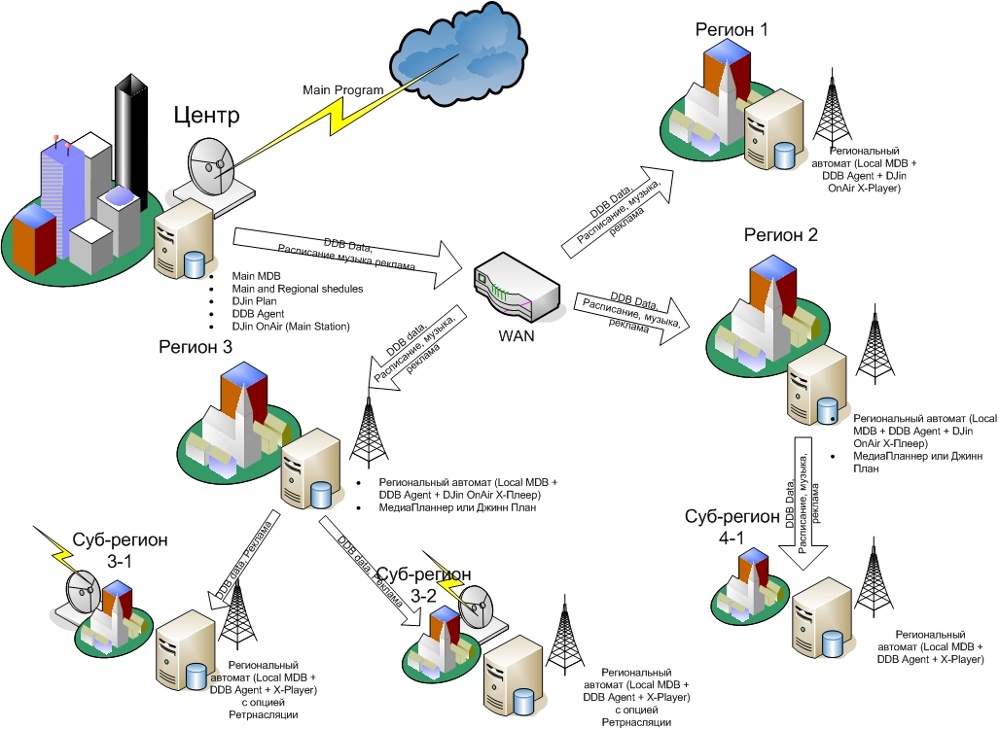 Регион 1
Main Program
Центр
Региональный
автомат (Local MDB +
DDB Agent + DJin
OnAir X-Player)
DDB Data,
Расписание, музыка,
реклама
DDB Data,
Расписание музыка реклама
Регион 2
Main MDB
Main and Regional shedules
DJin Plan
DDB Agent
DJin OnAir (Main Station)
DDB Data,
Расписание, музыка,
реклама
WAN
DDB data,
Расписание, музыка,
реклама
Регион 3
Региональный автомат (Local
MDB + DDB Agent + DJin
OnAir X-Плеер)
МедиаПланнер или Джинн
План
Региональный автомат (Local MDB +
DDB Agent + DJin OnAir X-Плеер)
МедиаПланнер или Джинн План
DDB Data,
Расписание, музыка,
реклама
Суб-регион
4-1
Суб-регион
3-1
DDB data, Реклама
DDB data, Реклама
Суб-регион
3-2
Региональный
автомат (Local MDB +
DDB Agent + X-Player)
Региональный
автомат (Local MDB +
DDB Agent + X-Player)
с опцией
Ретрнасляции
Региональный
автомат (Local MDB +
DDB Agent + X-Player)
с опцией
Ретрнасляции